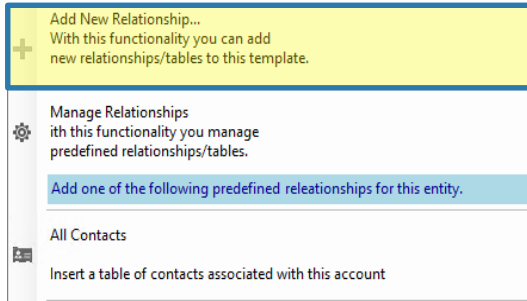 Add New Relationship...
With this functionality you can add
new relationships/tables to this template.
Manage Relationships
ith this functionality you manage
predefined relationships/tables.
Add one of the following predefined releationships for this entity.
All Contacts
Insert a table of contacts associated with this account